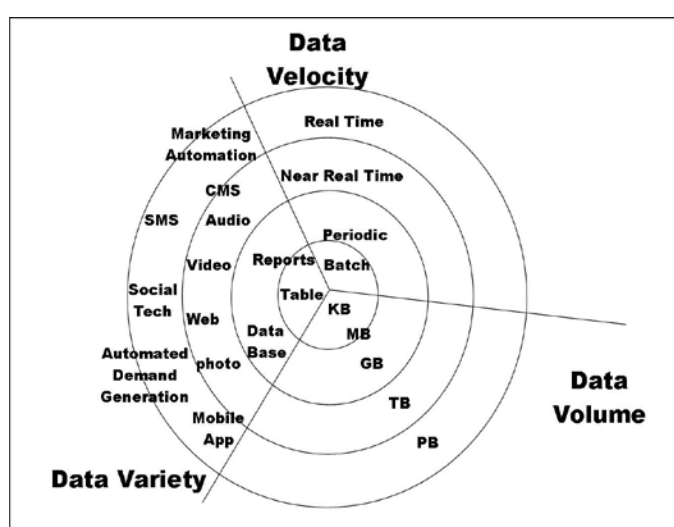 Data
Velocity
Real Time
Marketing
Automation
Near Real Time
CMS
SMS
Audio
Periodic
Reports
Batch
Video
Social
Tech
Table
KB
Web
Data
Base
MB
Automated
Demand
Generation
photo
GB
Data
Volume
TB
Mobile
App
PB
Data Variety